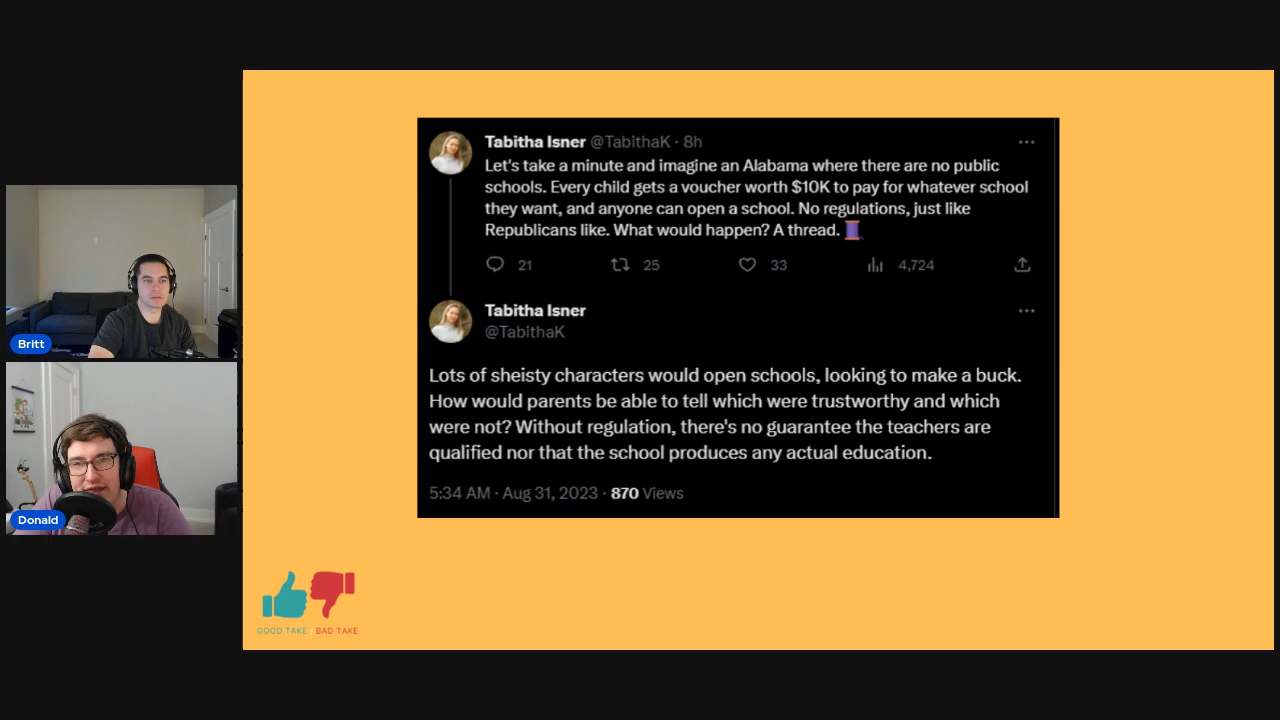 Tabitha Isner @TabithaK · 8h
Let's take a minute and imagine an Alabama where there are no public
schools. Every child gets a voucher worth $10K to pay for whatever school
they want, and anyone can open a school. No regulations, just like
Republicans like. What would happen? A thread. 🧵
21 25 33 4,724
Tabitha Isner
@TabithaK
Lots of sheisty characters would open schools, looking to make a buck.
How would parents be able to tell which were trustworthy and which
were not? Without regulation, there's no guarantee the teachers are
qualified nor that the school produces any actual education.
5:34 AM · Aug 31, 2023 · 870 Views
Britt
Donald
GOOD TAKE / BAD TAKE